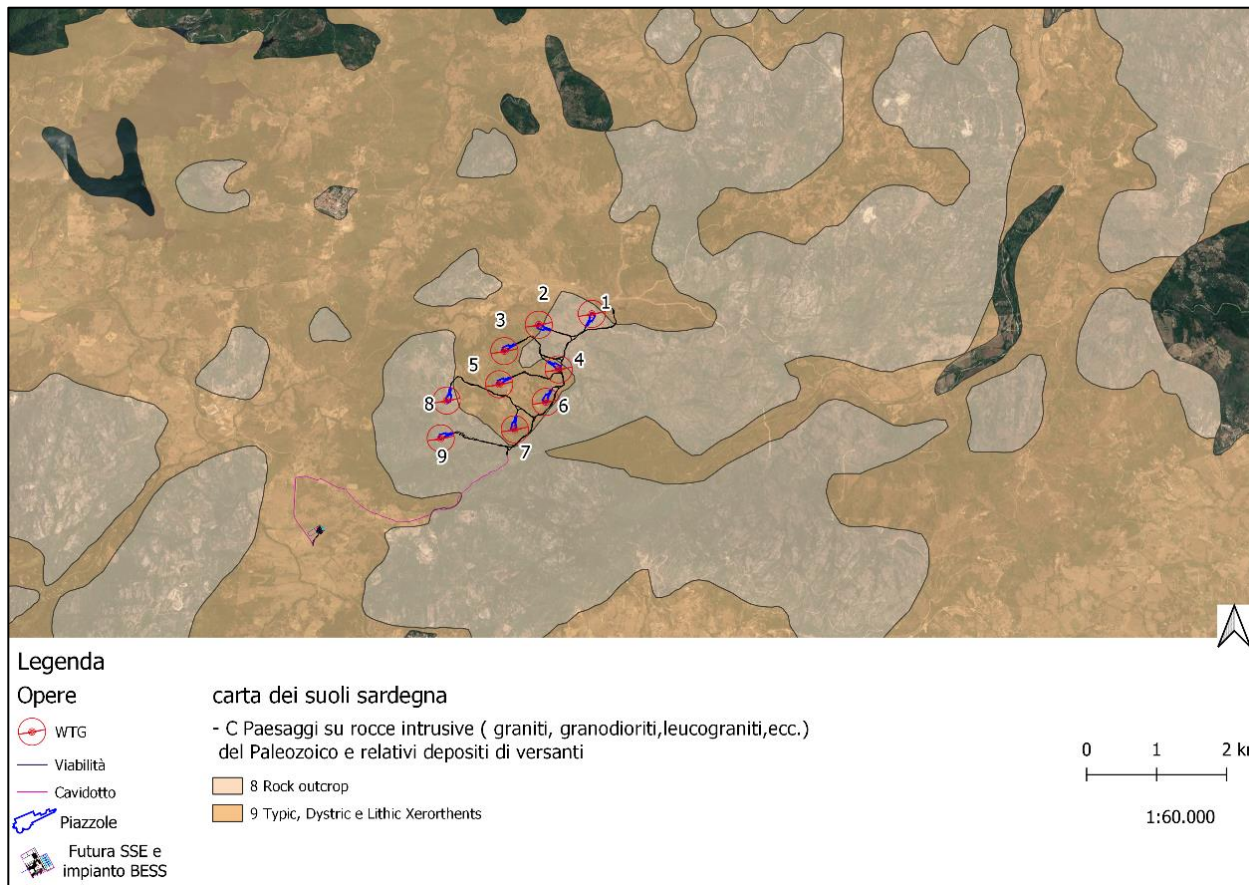 2
1
3
4
5
6
8
7
9
Legenda
Opere
WTG
Viabilità
Cavidotto
Piazzole
Futura SSE e
impianto BESS
carta dei suoli sardegna
- C Paesaggi su rocce intrusive ( graniti, granodioriti,leucograniti,ecc.)
del Paleozoico e relativi depositi di versanti
8 Rock outcrop
9 Typic, Dystric e Lithic Xerorthents
0 1 2 km
1:60.000